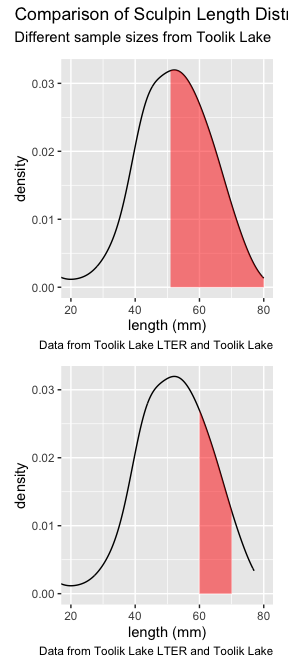 Comparison of Sculpin Length Distr
Different sample sizes from Toolik Lake
0.03
0.02
0.01
0.00
density
20 40 60 80
length (mm)
Data from Toolik Lake LTER and Toolik Lake
0.03
0.02
0.01
0.00
density
20 40 60 80
length (mm)
Data from Toolik Lake LTER and Toolik Lake